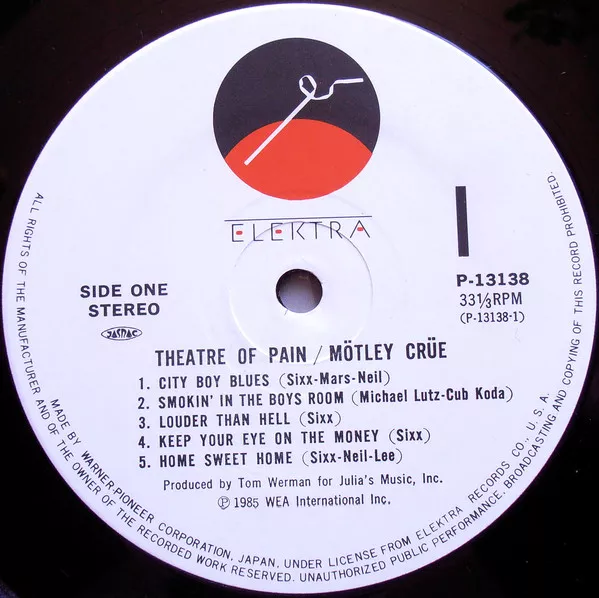 ELEKTRA
I
SIDE ONE
STEREO
JASRAC
P-13138
33⅓RPM
(P-13138-1)
THEATRE OF PAIN / MÖTLEY CRÜE
1. CITY BOY BLUES (Sixx-Mars-Neil)
2. SMOKIN' IN THE BOYS ROOM (Michael Lutz-Cub Koda)
3. LOUDER THAN HELL (Sixx)
4. KEEP YOUR EYE ON THE MONEY (Sixx)
5. HOME SWEET HOME (Sixx-Neil-Lee)
Produced by Tom Werman for Julia's Music, Inc.
℗ 1985 WEA International Inc.
ALL RIGHTS OF THE MANUFACTURER AND OF THE OWNER OF THE RECORDED WORK RESERVED. UNAUTHORIZED PUBLIC PERFORMANCE, BROADCASTING AND COPYING OF THIS RECORD PROHIBITED.
MADE BY WARNER-PIONEER CORPORATION, JAPAN, UNDER LICENSE FROM ELEKTRA RECORDS CO., U.S.A.